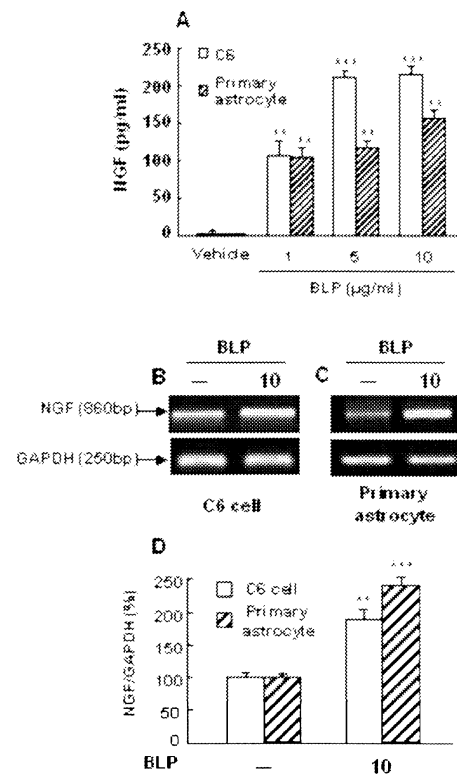 A
250
200
150
100
50
0
NGF (pg/ml)
C6
Primary
astrocyte
***
***
**
**
**
**
Vehicle
1
5
10
BLP (µg/ml)
BLP
BLP
B
—
10
C
—
10
NGF (860bp)
GAPDH (250bp)
C6 cell
Primary
astrocyte
D
250
200
150
100
50
0
NGF/GAPDH (%)
C6 cell
Primary
astrocyte
**
***
BLP
—
10